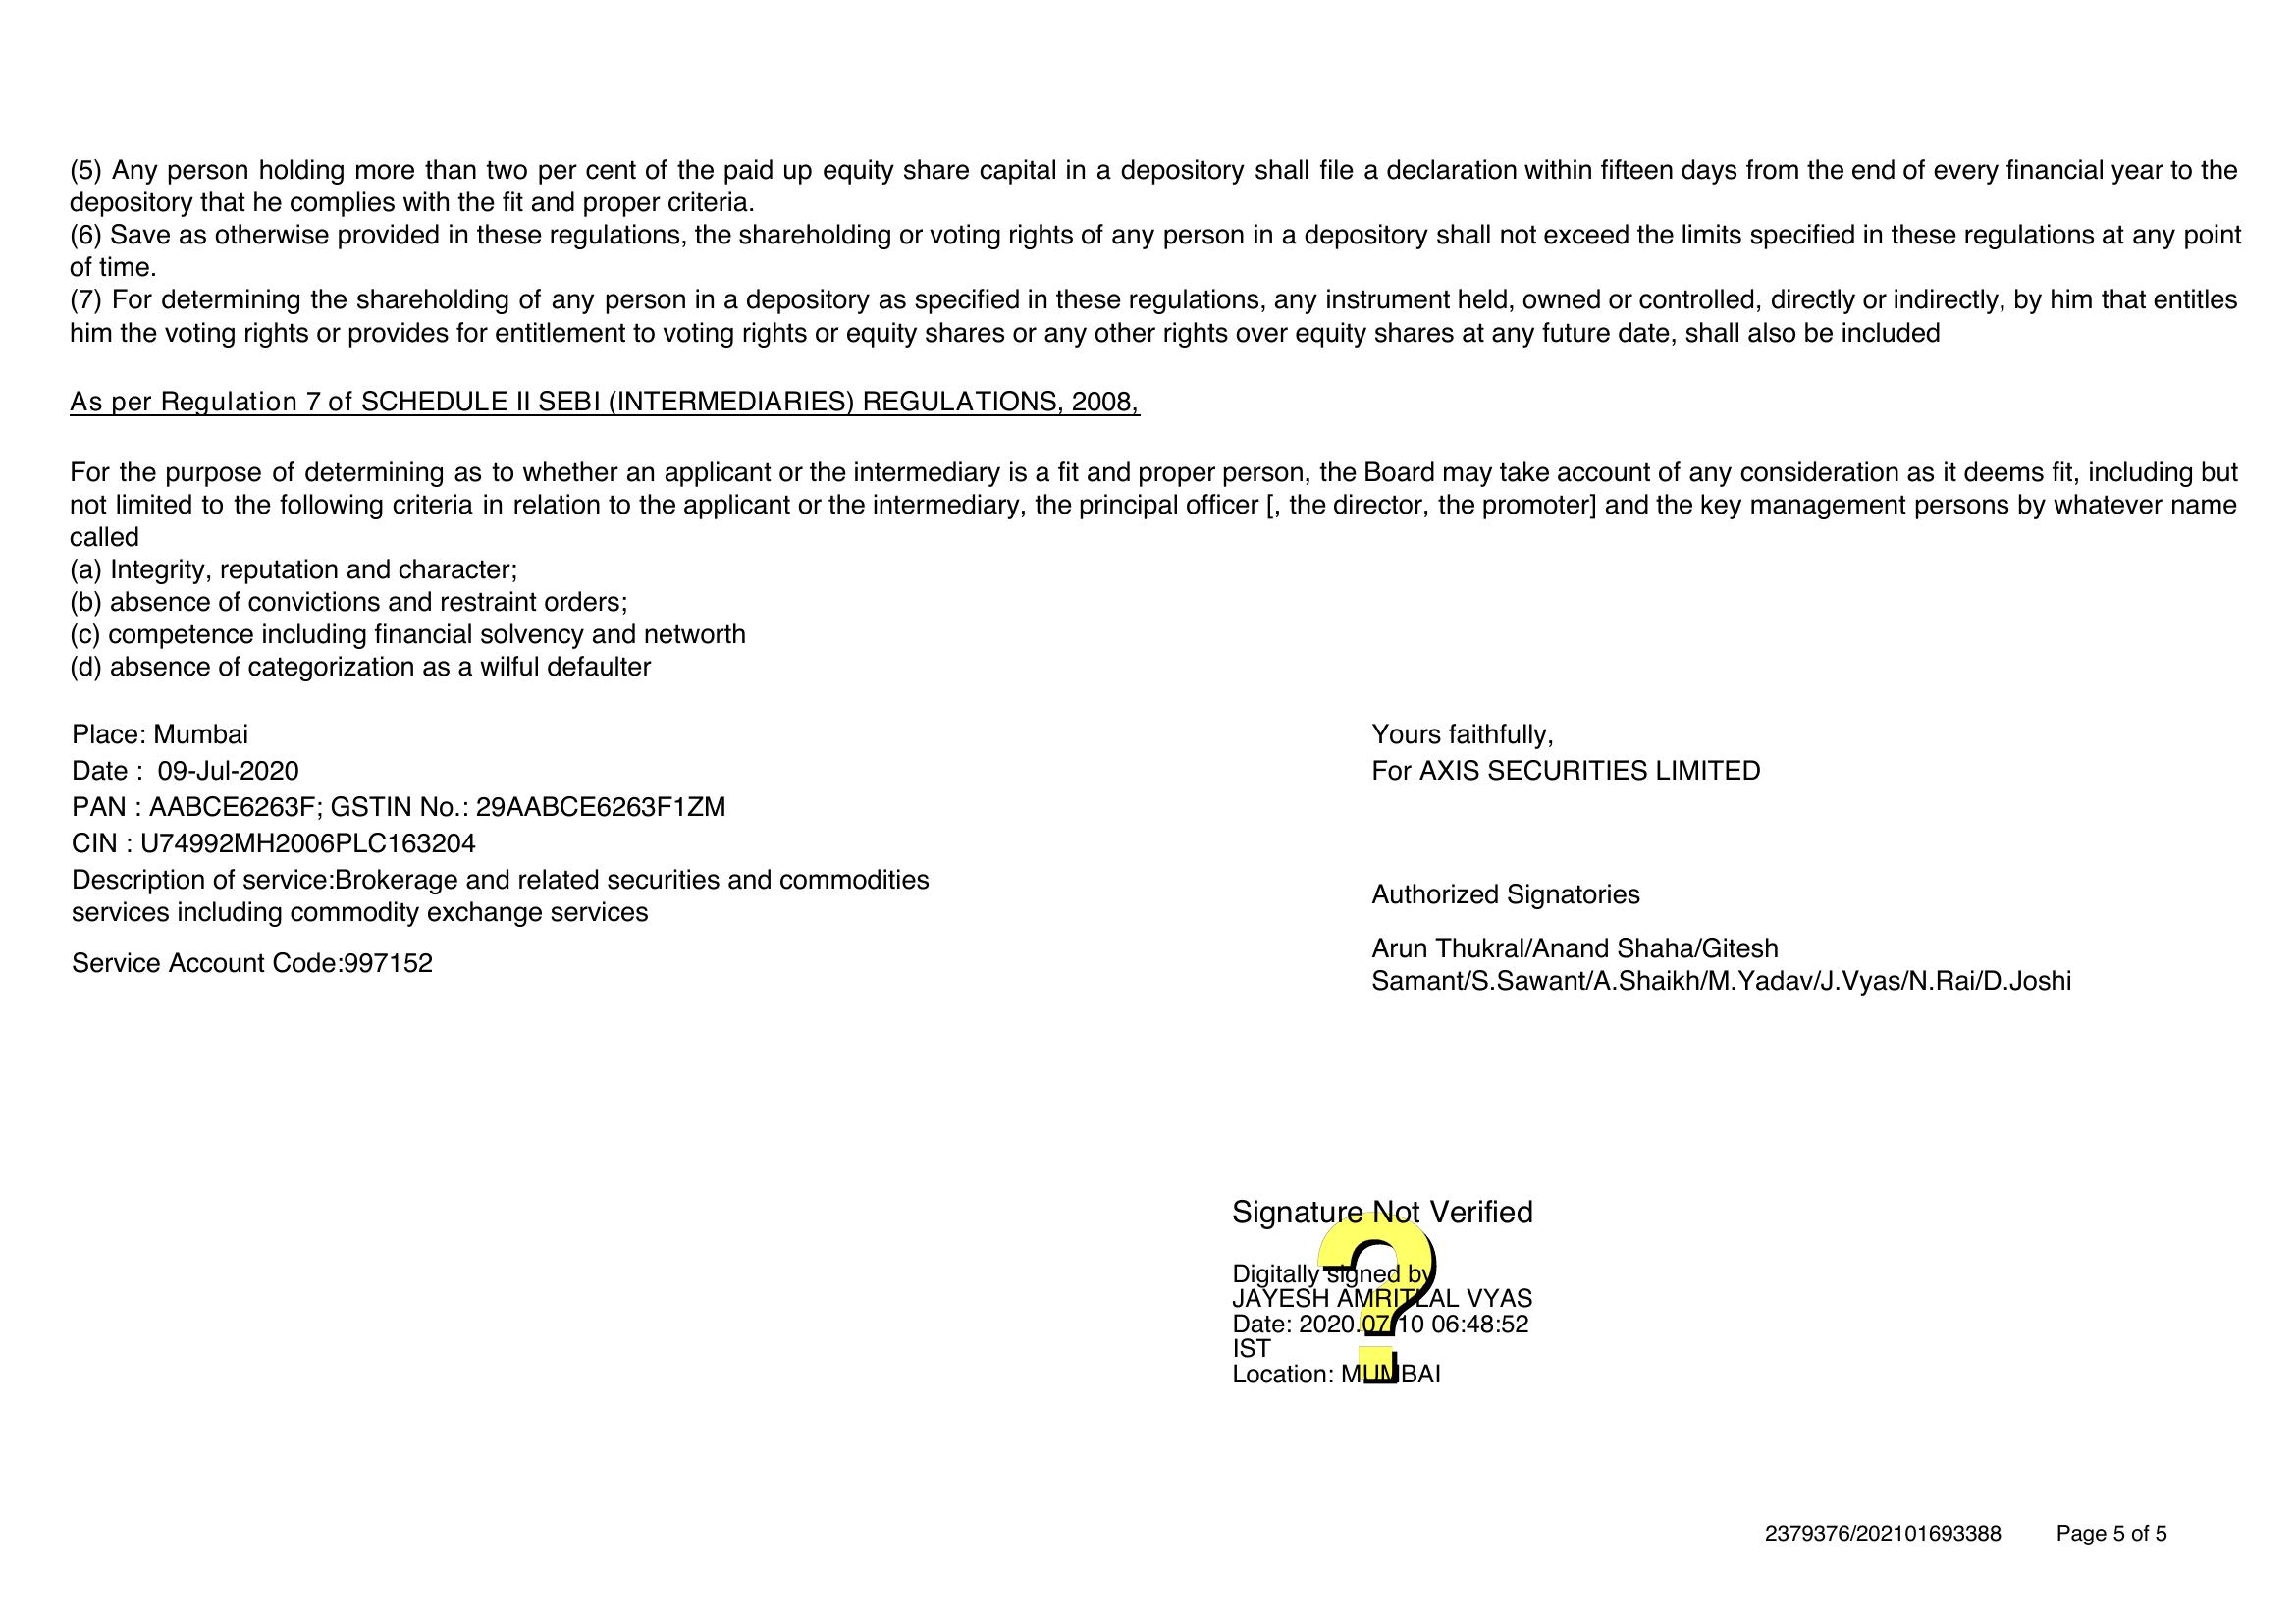 (5) Any person holding more than two per cent of the paid up equity share capital in a depository shall file a declaration within fifteen days from the end of every financial year to the
depository that he complies with the fit and proper criteria.
(6) Save as otherwise provided in these regulations, the shareholding or voting rights of any person in a depository shall not exceed the limits specified in these regulations at any point
of time.
(7) For determining the shareholding of any person in a depository as specified in these regulations, any instrument held, owned or controlled, directly or indirectly, by him that entitles
him the voting rights or provides for entitlement to voting rights or equity shares or any other rights over equity shares at any future date, shall also be included
As per Regulation 7 of SCHEDULE II SEBI (INTERMEDIARIES) REGULATIONS, 2008,
For the purpose of determining as to whether an applicant or the intermediary is a fit and proper person, the Board may take account of any consideration as it deems fit, including but
not limited to the following criteria in relation to the applicant or the intermediary, the principal officer [, the director, the promoter] and the key management persons by whatever name
called
(a) Integrity, reputation and character;
(b) absence of convictions and restraint orders;
(c) competence including financial solvency and networth
(d) absence of categorization as a wilful defaulter
Place: Mumbai
Date : 09-Jul-2020
PAN : AABCE6263F; GSTIN No.: 29AABCE6263F1ZM
CIN : U74992MH2006PLC163204
Description of service:Brokerage and related securities and commodities
services including commodity exchange services
Service Account Code:997152
Yours faithfully,
For AXIS SECURITIES LIMITED
Authorized Signatories
Arun Thukral/Anand Shaha/Gitesh
Samant/S.Sawant/A.Shaikh/M.Yadav/J.Vyas/N.Rai/D.Joshi
Signature Not Verified
Digitally signed by
JAYESH AMRITLAL VYAS
Date: 2020.07.10 06:48:52
IST
Location: MUMBAI
2379376/202101693388 Page 5 of 5